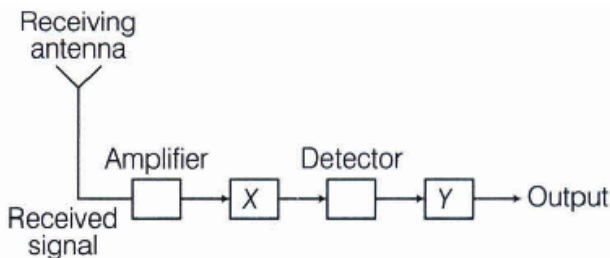 Receiving
antenna
Amplifier
Detector
X
Y
Output
Received
signal